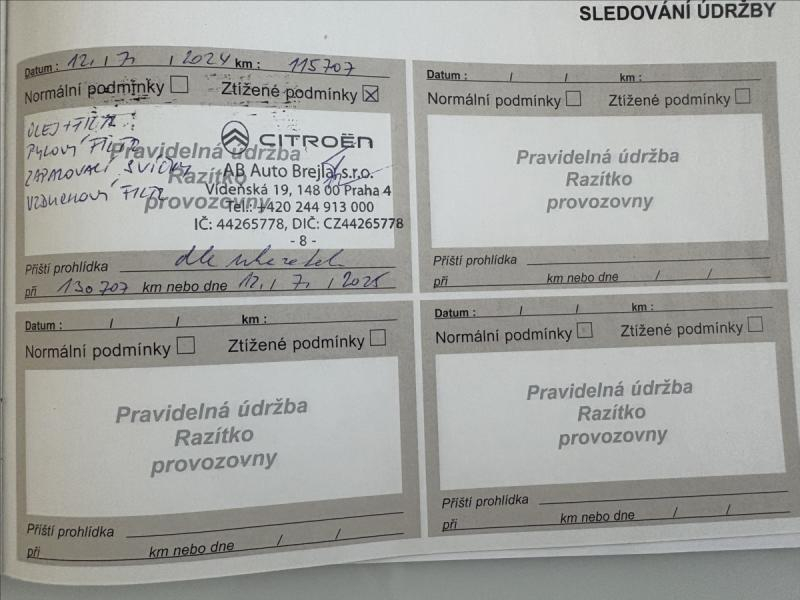 SLEDOVÁNÍ ÚDRŽBY
Datum : 12. / 7. / 2024 km : 115707
Normální podmínky Ztížené podmínky
OLEJ + FILTR
PYLOVÝ FILTR
ZAPALOVACÍ SVÍČKY
VZDUCHOVÝ FILTR
Pravidelná údržba
Razítko
provozovny
CITROËN
AB Auto Brejla, s.r.o.
Vídeňská 19, 148 00 Praha 4
Tel.: +420 244 913 000
IČ: 44265778, DIČ: CZ44265778
- 8 -
Příští prohlídka dle
při 130707 km nebo dne 12. / 7. / 2025
Datum : / / km :
Normální podmínky Ztížené podmínky
Pravidelná údržba
Razítko
provozovny
Příští prohlídka
při km nebo dne / /
Datum : / / km :
Normální podmínky Ztížené podmínky
Pravidelná údržba
Razítko
provozovny
Příští prohlídka
při km nebo dne / /
Datum : / / km :
Normální podmínky Ztížené podmínky
Pravidelná údržba
Razítko
provozovny
Příští prohlídka
při km nebo dne / /